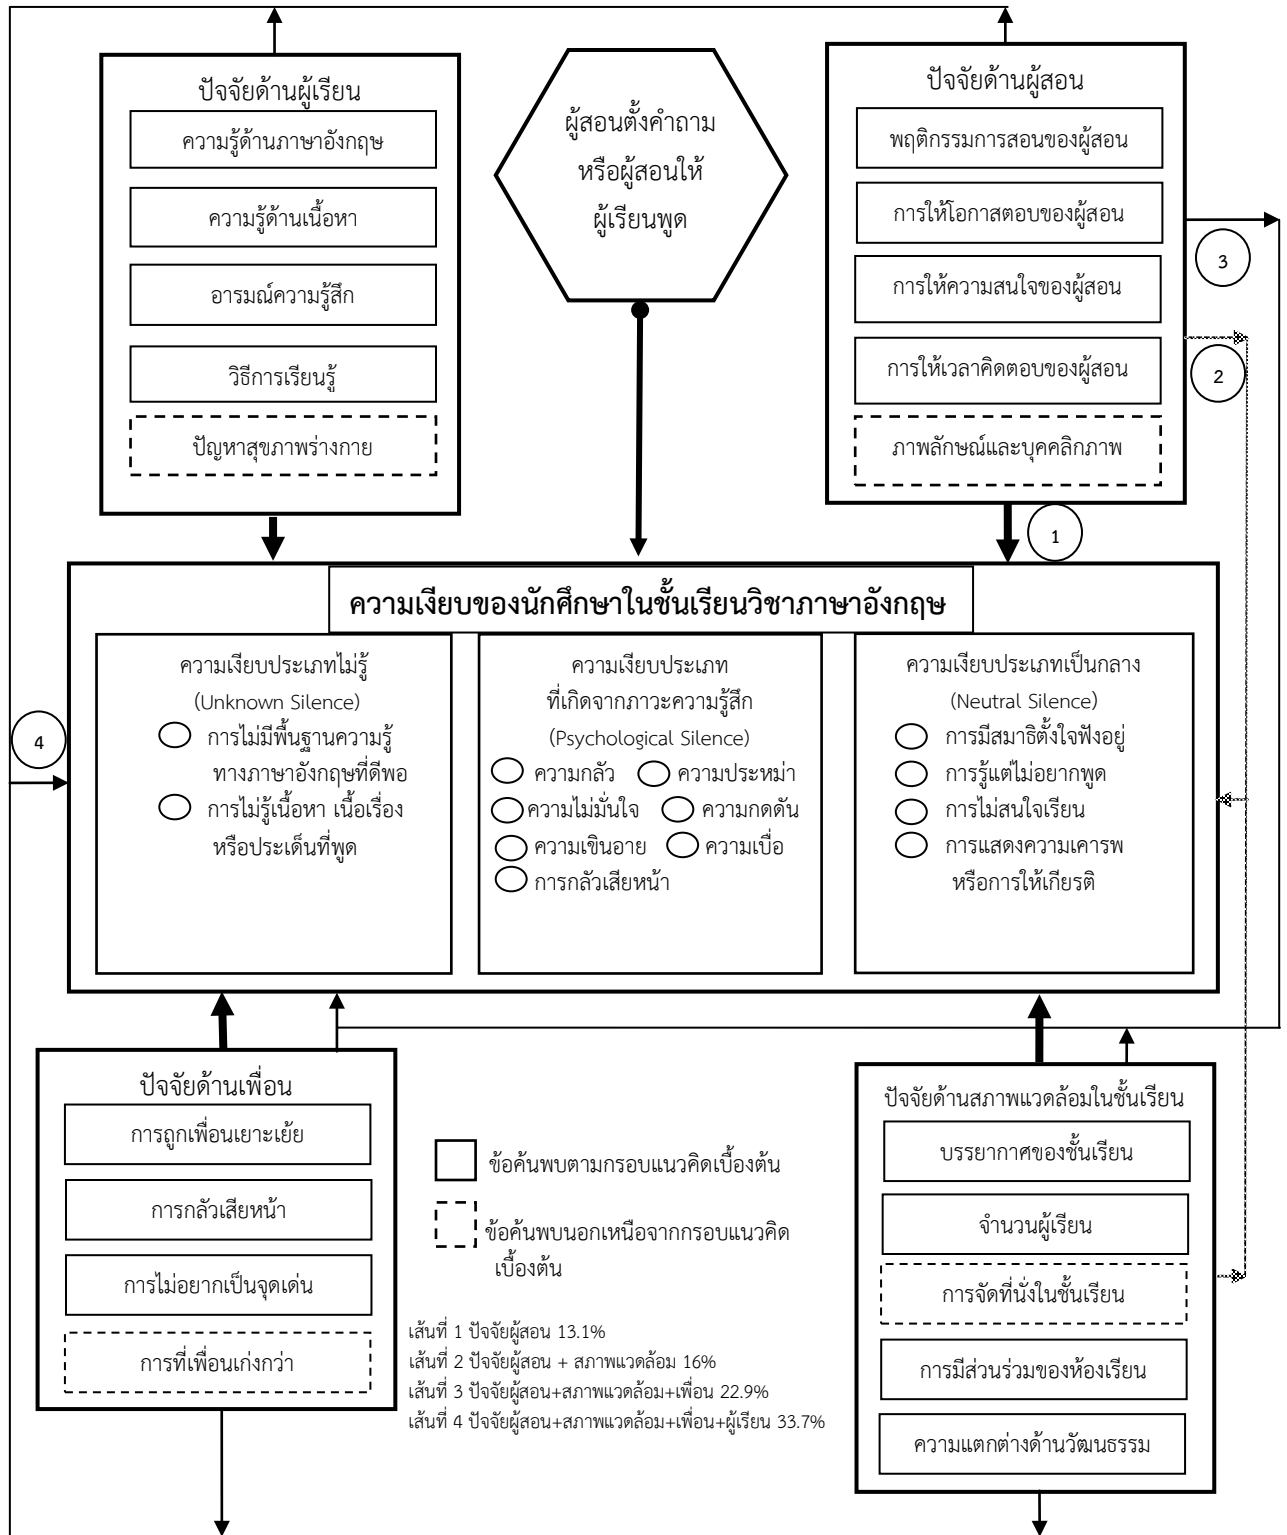 ปัจจัยด้านผู้เรียน
ความรู้ด้านภาษาอังกฤษ
ความรู้ด้านเนื้อหา
อารมณ์ความรู้สึก
วิธีการเรียนรู้
ปัญหาสุขภาพร่างกาย
ผู้สอนตั้งคำถาม
หรือผู้สอนให้
ผู้เรียนพูด
ปัจจัยด้านผู้สอน
พฤติกรรมการสอนของผู้สอน
การให้โอกาสตอบของผู้สอน
การให้ความสนใจของผู้สอน
การให้เวลาคิดตอบของผู้สอน
ภาพลักษณ์และบุคคลิกภาพ
3
2
1
ความเงียบของนักศึกษาในชั้นเรียนวิชาภาษาอังกฤษ
ความเงียบประเภทไม่รู้
(Unknown Silence)
การไม่มีพื้นฐานความรู้
ทางภาษาอังกฤษที่ดีพอ
การไม่รู้เนื้อหา เนื้อเรื่อง
หรือประเด็นที่พูด
ความเงียบประเภท
ที่เกิดจากภาวะความรู้สึก
(Psychological Silence)
ความกลัว ความประหม่า
ความไม่มั่นใจ ความกดดัน
ความเขินอาย ความเบื่อ
การกลัวเสียหน้า
ความเงียบประเภทเป็นกลาง
(Neutral Silence)
การมีสมาธิตั้งใจฟังอยู่
การรู้แต่ไม่อยากพูด
การไม่สนใจเรียน
การแสดงความเคารพ
หรือการให้เกียรติ
4
ปัจจัยด้านเพื่อน
การถูกเพื่อนเยาะเย้ย
การกลัวเสียหน้า
การไม่อยากเป็นจุดเด่น
การที่เพื่อนเก่งกว่า
ข้อค้นพบตามกรอบแนวคิดเบื้องต้น
ข้อค้นพบนอกเหนือจากกรอบแนวคิด
เบื้องต้น
เส้นที่ 1 ปัจจัยผู้สอน 13.1%
เส้นที่ 2 ปัจจัยผู้สอน + สภาพแวดล้อม 16%
เส้นที่ 3 ปัจจัยผู้สอน+สภาพแวดล้อม+เพื่อน 22.9%
เส้นที่ 4 ปัจจัยผู้สอน+สภาพแวดล้อม+เพื่อน+ผู้เรียน 33.7%
ปัจจัยด้านสภาพแวดล้อมในชั้นเรียน
บรรยากาศของชั้นเรียน
จำนวนผู้เรียน
การจัดที่นั่งในชั้นเรียน
การมีส่วนร่วมของห้องเรียน
ความแตกต่างด้านวัฒนธรรม